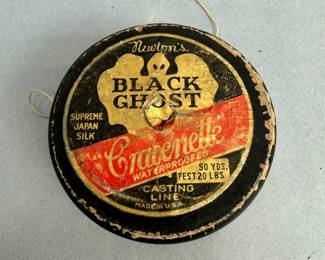 Newton's
BLACK
GHOST
SUPREME
JAPAN
SILK
"Cravenette"
WATERPROOFED
50 YDS.
TEST 20 LBS.
CASTING
LINE
MADE IN U.S.A.